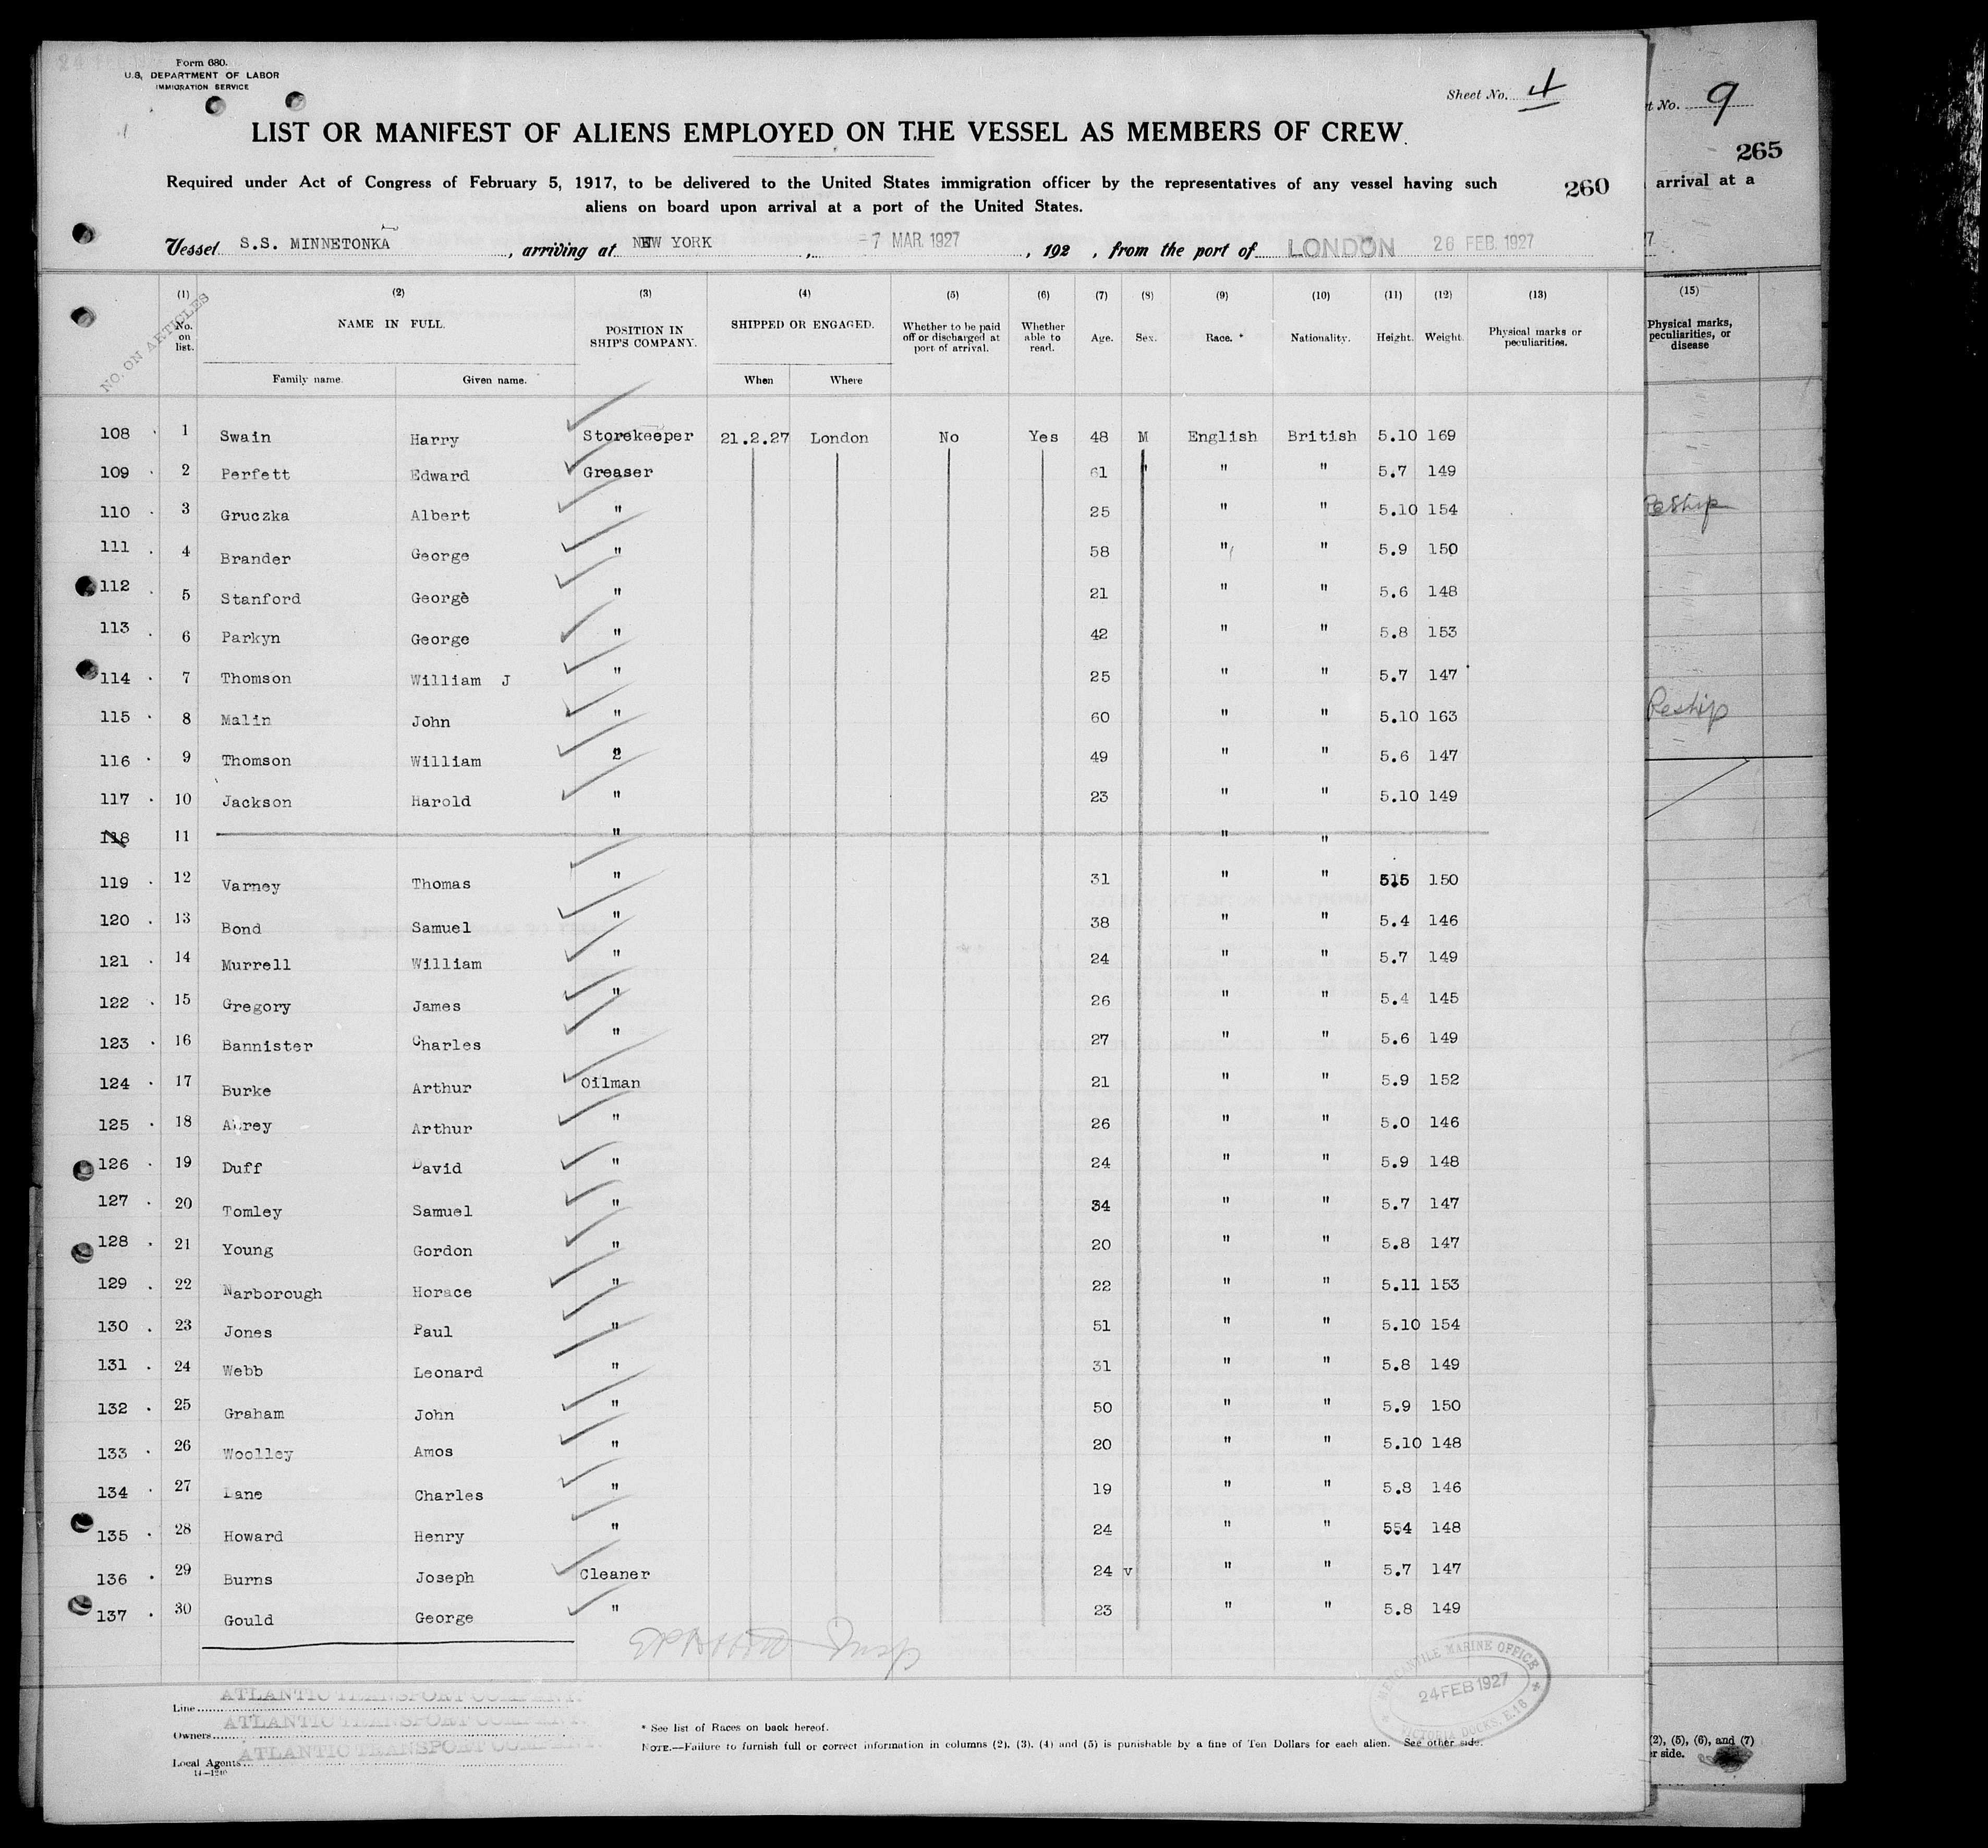 Form 680.
U.S. DEPARTMENT OF LABOR
IMMIGRATION SERVICE
Sheet No. 4
LIST OR MANIFEST OF ALIENS EMPLOYED ON THE VESSEL AS MEMBERS OF CREW.
Required under Act of Congress of February 5, 1917, to be delivered to the United States immigration officer by the representatives of any vessel having such
aliens on board upon arrival at a port of the United States.
260
Vessel S.S. MINNETONKA, arriving at NEW YORK, 7 MAR. 1927, 192 , from the port of LONDON 26 FEB. 1927
NO. ON ARTICLES
(1) (2) (3) (4) (5) (6) (7) (8) (9) (10) (11) (12) (13)
No. on list. NAME IN FULL. POSITION IN SHIP'S COMPANY. SHIPPED OR ENGAGED. Whether to be paid off or discharged at port of arrival. Whether able to read. Age. Sex. Race. * Nationality. Height. Weight. Physical marks or peculiarities.
Family name. Given name. When Where
108 1 Swain Harry Storekeeper 21.2.27 London No Yes 48 M English British 5.10 169
109 2 Perfett Edward Greaser 61 " " " 5.7 149
110 3 Gruczka Albert " 25 " " 5.10 154
111 4 Brander George " 58 " " 5.9 150
112 5 Stanford George " 21 " " 5.6 148
113 6 Parkyn George " 42 " " 5.8 153
114 7 Thomson William J " 25 " " 5.7 147
115 8 Malin John " 60 " " 5.10 163
116 9 Thomson William 2 49 " " 5.6 147
117 10 Jackson Harold " 23 " " 5.10 149
118 11 " " "
119 12 Varney Thomas " 31 " " 5.5 150
120 13 Bond Samuel " 38 " " 5.4 146
121 14 Murrell William " 24 " " 5.7 149
122 15 Gregory James " 26 " " 5.4 145
123 16 Bannister Charles " 27 " " 5.6 149
124 17 Burke Arthur Oilman 21 " " 5.9 152
125 18 Arthur " 26 " " 5.0 146
126 19 Duff David " 24 " " 5.9 148
127 20 Tomley Samuel " 34 " " 5.7 147
128 21 Young Gordon " 20 " " 5.8 147
129 22 Narborough Horace " 22 " " 5.11 153
130 23 Jones Paul " 51 " " 5.10 154
131 24 Webb Leonard " 31 " " 5.8 149
132 25 Graham John " 50 " " 5.9 150
133 26 Woolley Amos " 20 " " 5.10 148
134 27 Lane Charles " 19 " " 5.8 146
135 28 Howard Henry " 24 " " 5.4 148
136 29 Burns Joseph Cleaner 24 v " " 5.7 147
137 30 Gould George " 23 " " 5.8 149
MERCANTILE MARINE OFFICE
24 FEB 1927
VICTORIA DOCKS, E.16
Line ATLANTIC TRANSPORT COMPANY.
Owners ATLANTIC TRANSPORT COMPANY.
Local Agents ATLANTIC TRANSPORT COMPANY.
* See list of Races on back hereof.
NOTE.—Failure to furnish full or correct information in columns (2), (3), (4) and (5) is punishable by a fine of Ten Dollars for each alien. See other side.
t No. 9
265
arrival at a
(15)
Physical marks,
peculiarities, or
disease
Reship
Reship
(2), (5), (6), and (7)
r side.